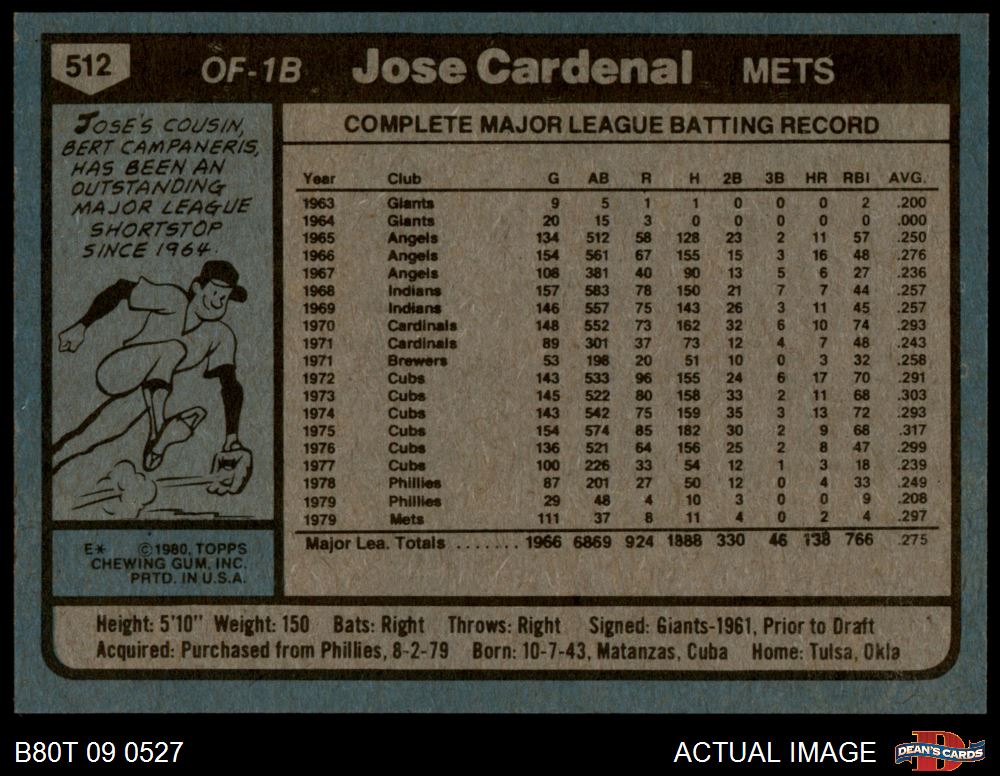 512 OF-1B Jose Cardenal METS
JOSE'S COUSIN,
BERT CAMPANERIS,
HAS BEEN AN
OUTSTANDING
MAJOR LEAGUE
SHORTSTOP
SINCE 1964.
E* ©1980, TOPPS
CHEWING GUM, INC.
PRTD. IN U.S.A.
COMPLETE MAJOR LEAGUE BATTING RECORD
Year Club G AB R H 2B 3B HR RBI AVG.
1963 Giants 9 5 1 1 0 0 0 2 .200
1964 Giants 20 15 3 0 0 0 0 0 .000
1965 Angels 134 512 58 128 23 2 11 57 .250
1966 Angels 154 561 67 155 15 3 16 48 .276
1967 Angels 108 381 40 90 13 5 6 27 .236
1968 Indians 157 583 78 150 21 7 7 44 .257
1969 Indians 146 557 75 143 26 3 11 45 .257
1970 Cardinals 148 552 73 162 32 6 10 74 .293
1971 Cardinals 89 301 37 73 12 4 7 48 .243
1971 Brewers 53 198 20 51 10 0 3 32 .258
1972 Cubs 143 533 96 155 24 6 17 70 .291
1973 Cubs 145 522 80 158 33 2 11 68 .303
1974 Cubs 143 542 75 159 35 3 13 72 .293
1975 Cubs 154 574 85 182 30 2 9 68 .317
1976 Cubs 136 521 64 156 25 2 8 47 .299
1977 Cubs 100 226 33 54 12 1 3 18 .239
1978 Phillies 87 201 27 50 12 0 4 33 .249
1979 Phillies 29 48 4 10 3 0 0 9 .208
1979 Mets 111 37 8 11 4 0 2 4 .297
Major Lea. Totals ........ 1966 6869 924 1888 330 46 138 766 .275
Height: 5'10" Weight: 150 Bats: Right Throws: Right Signed: Giants-1961, Prior to Draft
Acquired: Purchased from Phillies, 8-2-79 Born: 10-7-43, Matanzas, Cuba Home: Tulsa, Okla
B80T 09 0527 ACTUAL IMAGE DEAN'S CARDS